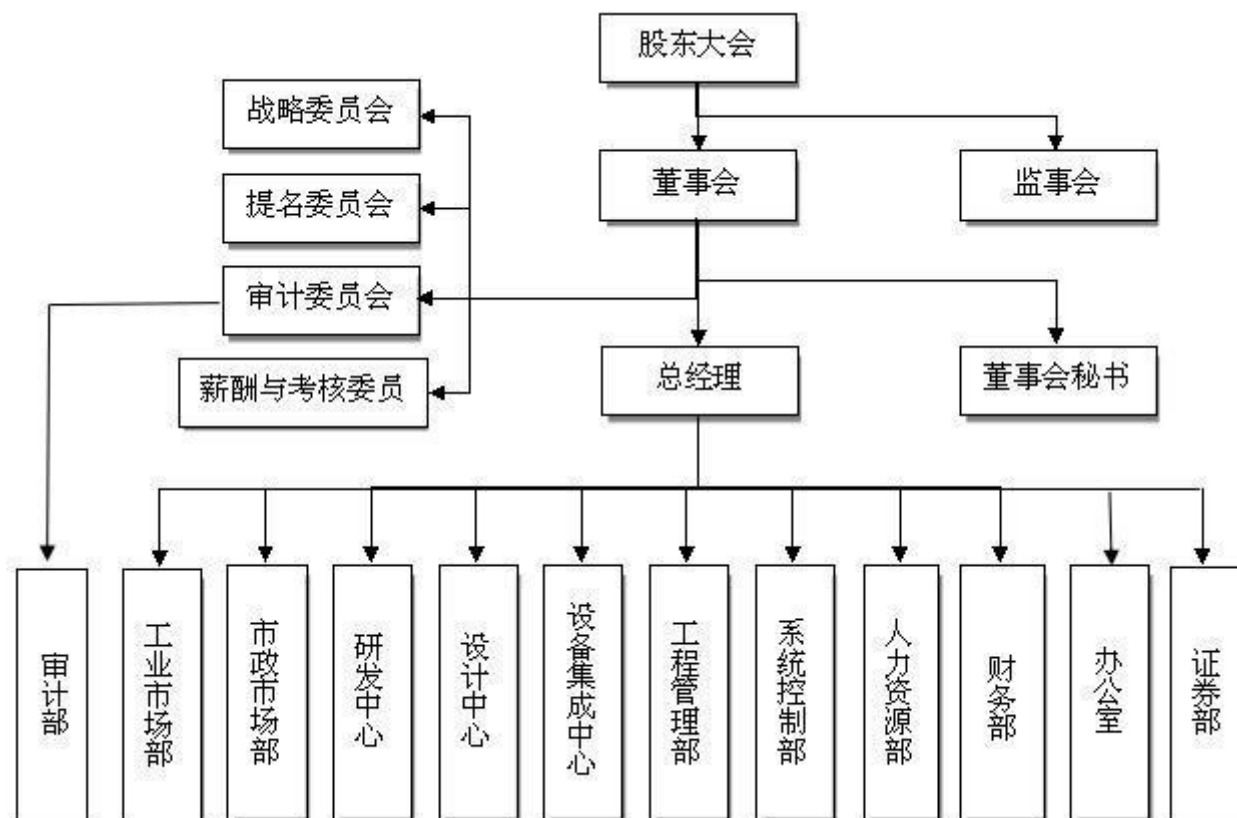 股东大会
战略委员会
董事会
监事会
提名委员会
审计委员会
总经理
董事会秘书
薪酬与考核委员
审计部
工业市场部
市政市场部
研发中心
设计中心
设备集成中心
工程管理部
系统控制部
人力资源部
财务部
办公室
证券部